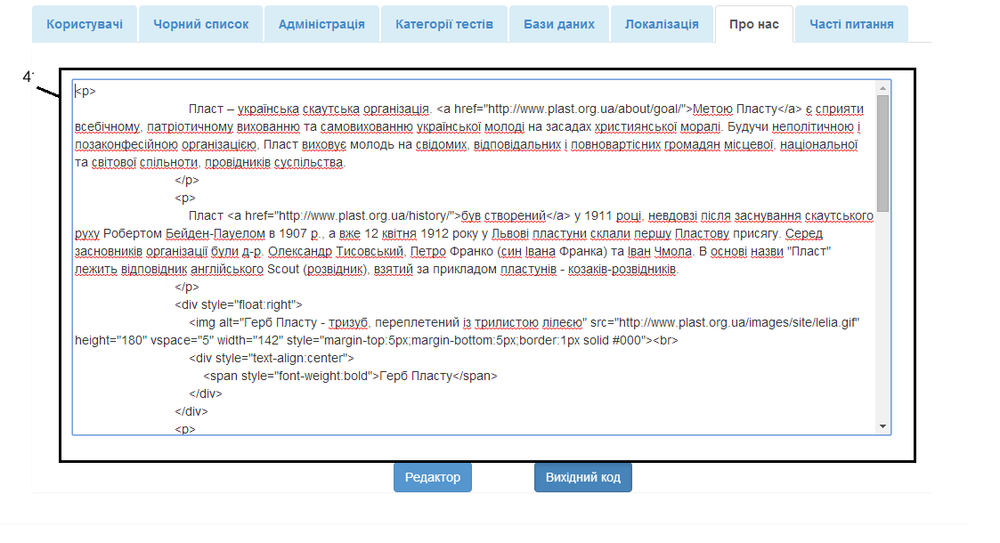 Користувачі Чорний список Адміністрація Категорії тестів Бази даних Локалізація Про нас Часті питання
<p>
Пласт – українська скаутська організація. <a href="http://www.plast.org.ua/about/goal/">Метою Пласту</a> є сприяти
всебічному, патріотичному вихованню та самовихованню української молоді на засадах християнської моралі. Будучи неполітичною і
позаконфесійною організацією, Пласт виховує молодь на свідомих, відповідальних і повновартісних громадян місцевої, національної
та світової спільноти, провідників суспільства.
</p>
<p>
Пласт <a href="http://www.plast.org.ua/history/">був створений</a> у 1911 році, невдовзі після заснування скаутського
руху Робертом Бейден-Пауелом в 1907 р., а вже 12 квітня 1912 року у Львові пластуни склали першу Пластову присягу. Серед
засновників організації були д-р. Олександр Тисовський, Петро Франко (син Івана Франка) та Іван Чмола. В основі назви "Пласт"
лежить відповідник англійського Scout (розвідник), взятий за прикладом пластунів - козаків-розвідників.
</p>
<div style="float:right">
<img alt="Герб Пласту - тризуб, переплетений із трилистою лілеєю" src="http://www.plast.org.ua/images/site/lelia.gif"
height="180" vspace="5" width="142" style="margin-top:5px;margin-bottom:5px;border:1px solid #000"><br>
<div style="text-align:center">
<span style="font-weight:bold">Герб Пласту</span>
</div>
</div>
<p>
Редактор Вихідний код